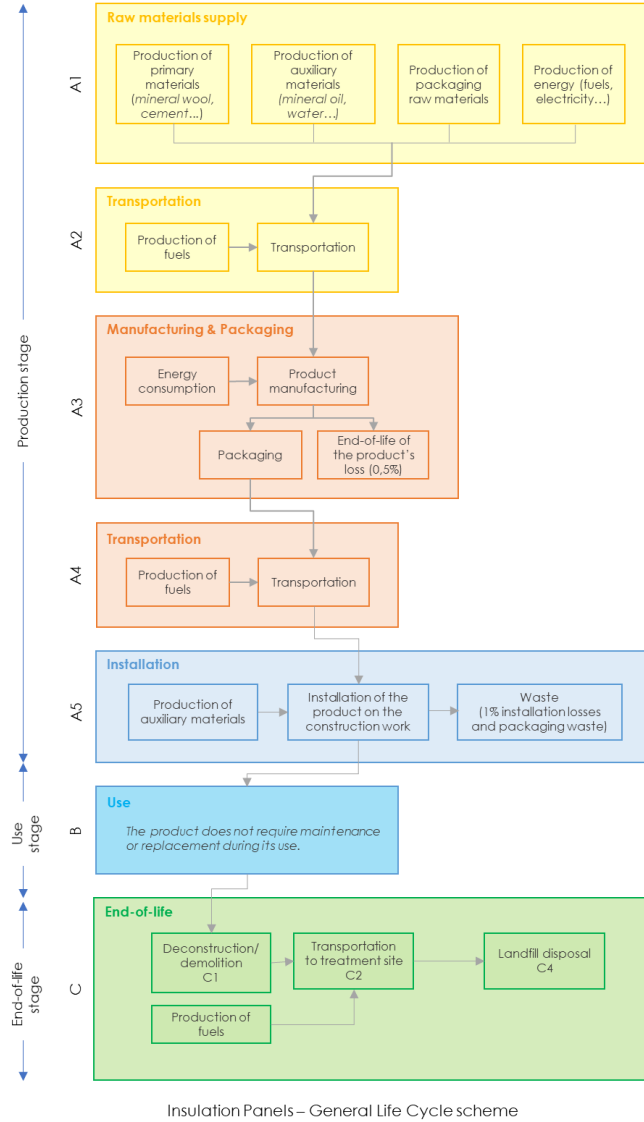 Raw materials supply
A1
Production of
primary
materials
(mineral wool,
cement...)
Production of
auxiliary
materials
(mineral oil,
water…)
Production of
packaging
raw materials
Production of
energy (fuels,
electricity…)
Transportation
A2
Production of
fuels
Transportation
Production stage
Manufacturing & Packaging
A3
Energy
consumption
Product
manufacturing
Packaging
End-of-life of
the product's
loss (0,5%)
Transportation
A4
Production of
fuels
Transportation
Installation
A5
Production of
auxiliary materials
Installation of the
product on the
construction work
Waste
(1% installation losses
and packaging waste)
Use
stage
B
Use
The product does not require maintenance
or replacement during its use.
End-of-life
stage
C
End-of-life
Deconstruction/
demolition
C1
Transportation
to treatment site
C2
Landfill disposal
C4
Production of
fuels
Insulation Panels – General Life Cycle scheme